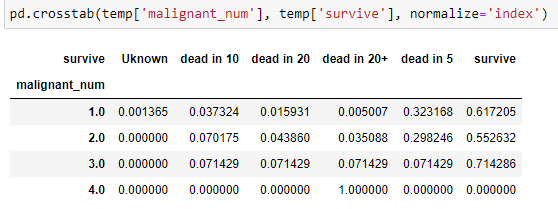 pd.crosstab(temp['malignant_num'], temp['survive'], normalize='index')
survive Uknown dead in 10 dead in 20 dead in 20+ dead in 5 survive
malignant_num
1.0 0.001365 0.037324 0.015931 0.005007 0.323168 0.617205
2.0 0.000000 0.070175 0.043860 0.035088 0.298246 0.552632
3.0 0.000000 0.071429 0.071429 0.071429 0.071429 0.714286
4.0 0.000000 0.000000 0.000000 1.000000 0.000000 0.000000